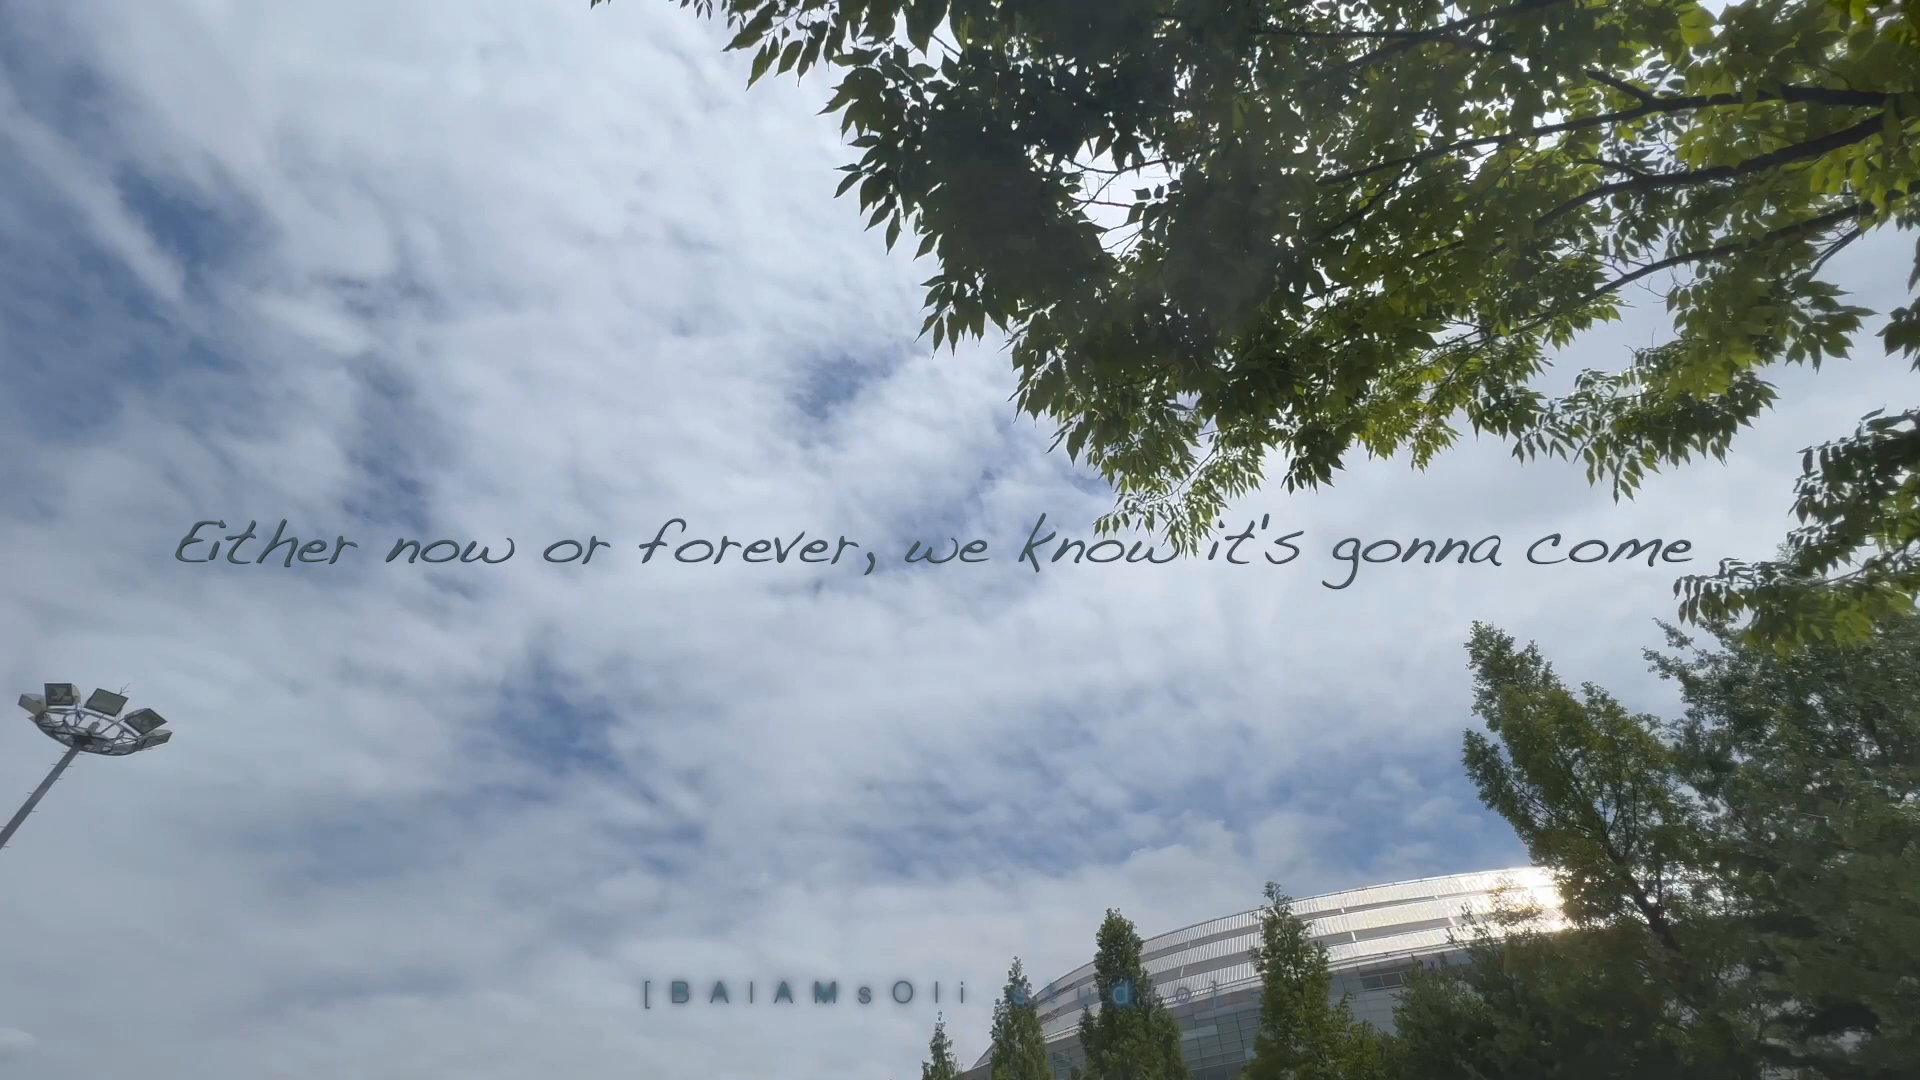 Either now or forever, we know it's gonna come
[ B A l A M s O l i